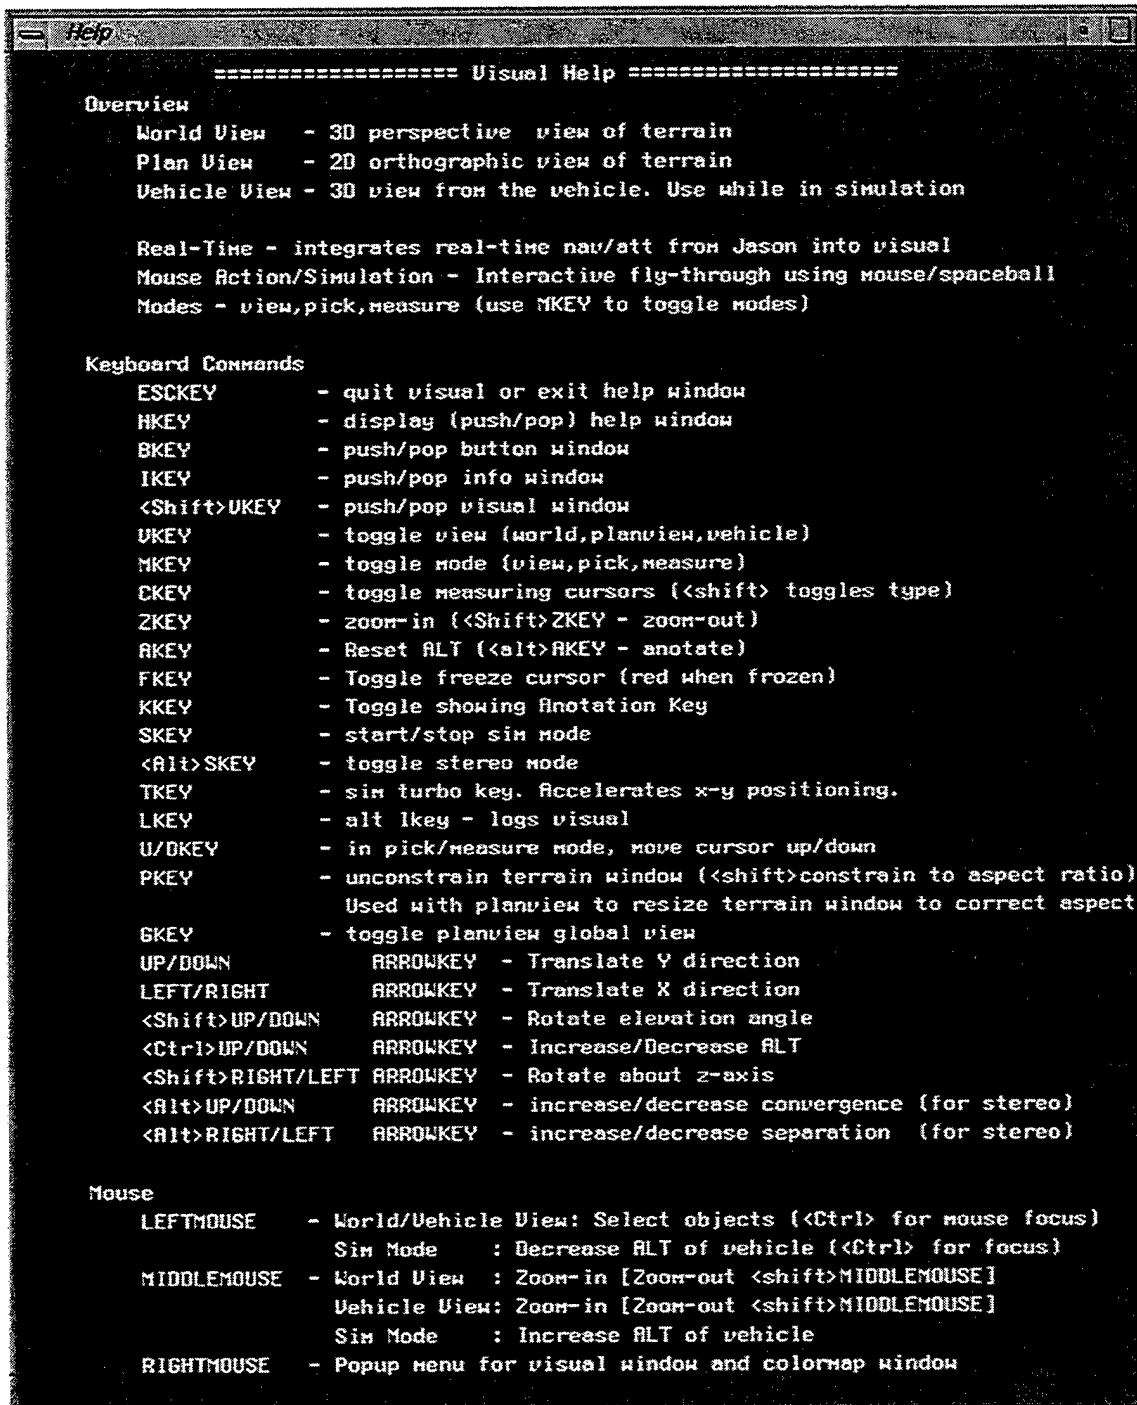 Help
=================== Visual Help =====================
Overview
World View - 3D perspective view of terrain
Plan View - 2D orthographic view of terrain
Vehicle View - 3D view from the vehicle. Use while in simulation
Real-Time - integrates real-time nav/att from Jason into visual
Mouse Action/Simulation - Interactive fly-through using mouse/spaceball
Modes - view,pick,measure (use MKEY to toggle modes)
Keyboard Commands
ESCKEY - quit visual or exit help window
HKEY - display (push/pop) help window
BKEY - push/pop button window
IKEY - push/pop info window
<Shift>VKEY - push/pop visual window
VKEY - toggle view (world,planview,vehicle)
MKEY - toggle mode (view,pick,measure)
CKEY - toggle measuring cursors (<shift> toggles type)
ZKEY - zoom-in (<Shift>ZKEY - zoom-out)
AKEY - Reset ALT (<alt>AKEY - anotate)
FKEY - Toggle freeze cursor (red when frozen)
KKEY - Toggle showing Anotation Key
SKEY - start/stop sim mode
<Alt>SKEY - toggle stereo mode
TKEY - sim turbo key. Accelerates x-y positioning.
LKEY - alt lkey - logs visual
U/DKEY - in pick/measure mode, move cursor up/down
PKEY - unconstrain terrain window (<shift>constrain to aspect ratio)
Used with planview to resize terrain window to correct aspect
GKEY - toggle planview global view
UP/DOWN ARROWKEY - Translate Y direction
LEFT/RIGHT ARROWKEY - Translate X direction
<Shift>UP/DOWN ARROWKEY - Rotate elevation angle
<Ctrl>UP/DOWN ARROWKEY - Increase/Decrease ALT
<Shift>RIGHT/LEFT ARROWKEY - Rotate about z-axis
<Alt>UP/DOWN ARROWKEY - increase/decrease convergence (for stereo)
<Alt>RIGHT/LEFT ARROWKEY - increase/decrease separation (for stereo)
Mouse
LEFTMOUSE - World/Vehicle View: Select objects (<Ctrl> for mouse focus)
Sim Mode : Decrease ALT of vehicle (<Ctrl> for focus)
MIDDLEMOUSE - World View : Zoom-in [Zoom-out <shift>MIDDLEMOUSE]
Vehicle View: Zoom-in [Zoom-out <shift>MIDDLEMOUSE]
Sim Mode : Increase ALT of vehicle
RIGHTMOUSE - Popup menu for visual window and colormap window